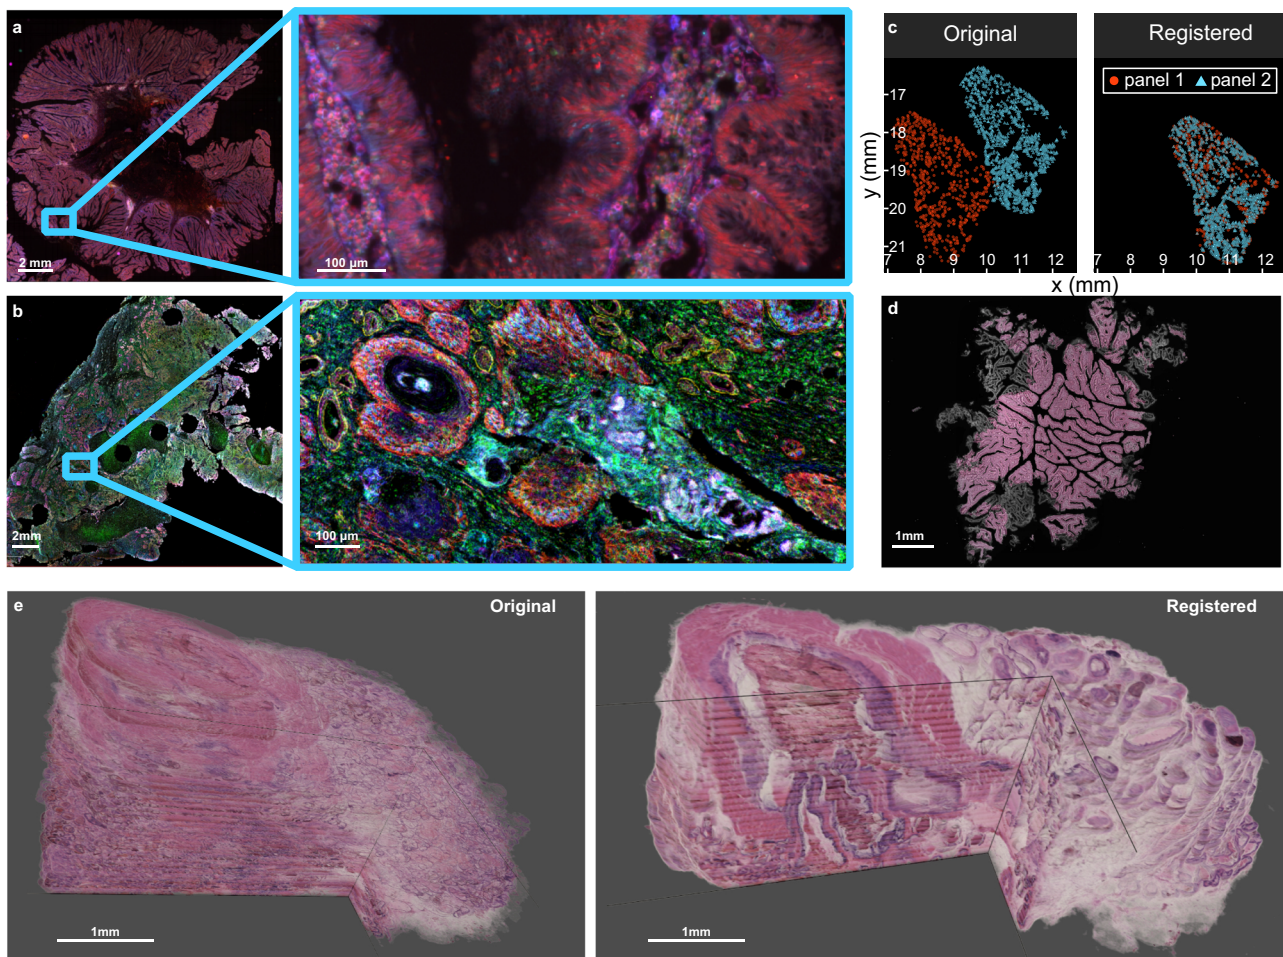 a
2 mm
100 µm
b
2mm
100 µm
c
Original
Registered
panel 1 panel 2
17
18
19
20
21
y (mm)
7 8 9 10 11 12
7 8 9 10 11 12
x (mm)
d
1mm
e
Original
1mm
Registered
1mm